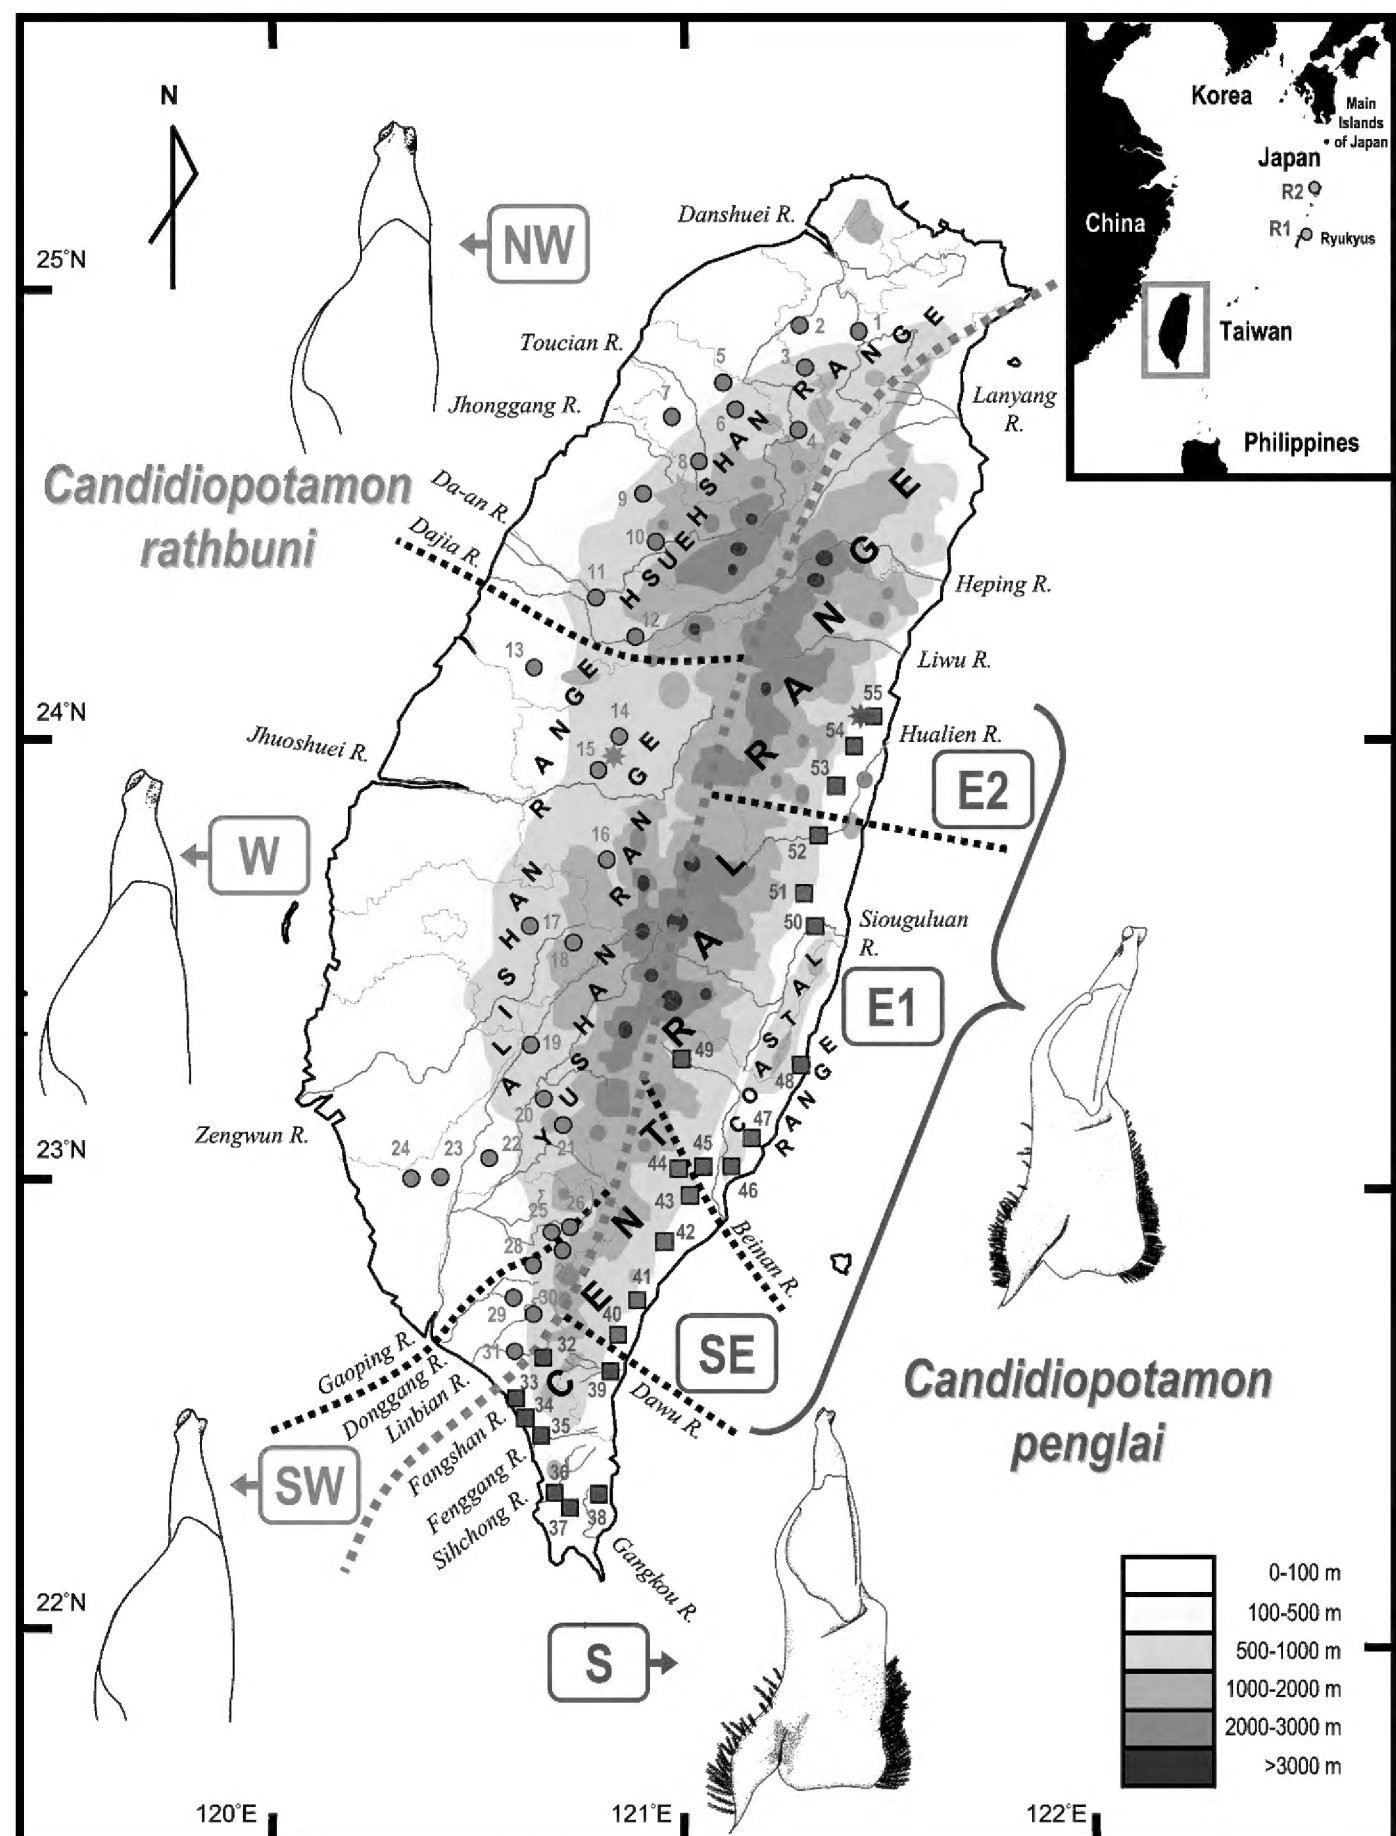 N
NW
25°N
24°N
23°N
22°N
120°E
121°E
122°E
Korea
Main
Islands
of Japan
Japan
R2
R1
Ryukyus
China
Taiwan
Philippines
Danshuei R.
Toucian R.
Jhonggang R.
Da-an R.
Dajia R.
Jhuoshuei R.
Zengwun R.
Gaoping R.
Donggang R.
Linbian R.
Fangshan R.
Fenggang R.
Sihchong R.
Gangkou R.
Dawu R.
Beinan R.
Siouguluan
R.
Hualien R.
Liwu R.
Heping R.
Lanyang
R.
HSUEHSHAN RANGE
CENTRAL RANGE
ALISHAN RANGE
YUSHAN RANGE
COASTAL
RANGE
Candidiopotamon
rathbuni
Candidiopotamon
penglai
W
SW
S
SE
E1
E2
1
2
3
4
5
6
7
8
9
10
11
12
13
14
15
16
17
18
19
20
21
22
23
24
25
26
28
29
30
31
32
33
34
35
36
37
38
39
40
41
42
43
44
45
46
47
48
49
50
51
52
53
54
55
0-100 m
100-500 m
500-1000 m
1000-2000 m
2000-3000 m
>3000 m